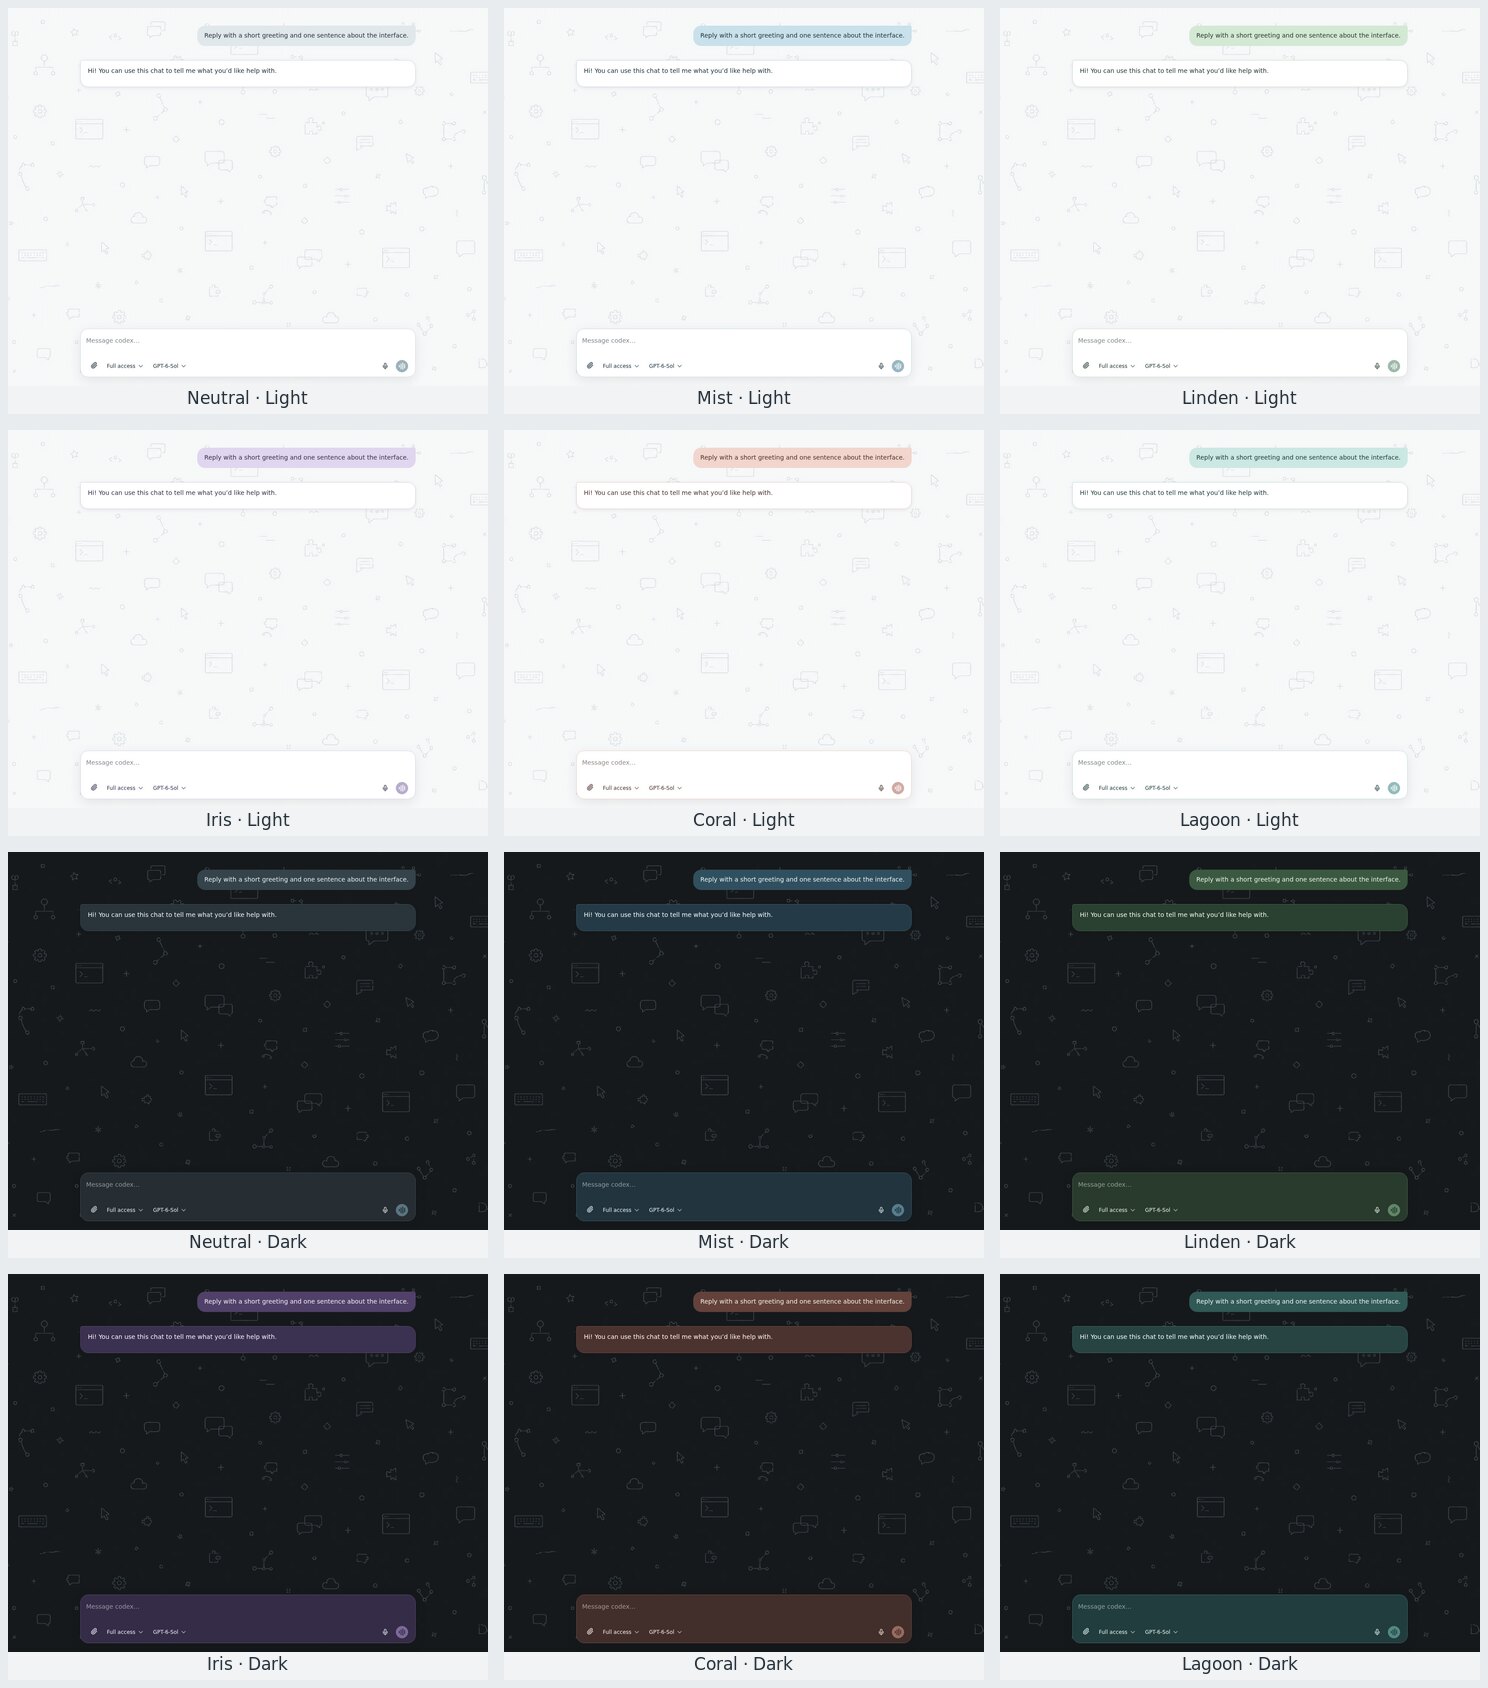 Reply with a short greeting and one sentence about the interface.
Hi! You can use this chat to tell me what you'd like help with.
Message codex...
Full access GPT-6-Sol
Neutral · Light
Reply with a short greeting and one sentence about the interface.
Hi! You can use this chat to tell me what you'd like help with.
Message codex...
Full access GPT-6-Sol
Mist · Light
Reply with a short greeting and one sentence about the interface.
Hi! You can use this chat to tell me what you'd like help with.
Message codex...
Full access GPT-6-Sol
Linden · Light
Reply with a short greeting and one sentence about the interface.
Hi! You can use this chat to tell me what you'd like help with.
Message codex...
Full access GPT-6-Sol
Iris · Light
Reply with a short greeting and one sentence about the interface.
Hi! You can use this chat to tell me what you'd like help with.
Message codex...
Full access GPT-6-Sol
Coral · Light
Reply with a short greeting and one sentence about the interface.
Hi! You can use this chat to tell me what you'd like help with.
Message codex...
Full access GPT-6-Sol
Lagoon · Light
Reply with a short greeting and one sentence about the interface.
Hi! You can use this chat to tell me what you'd like help with.
Message codex...
Full access GPT-6-Sol
Neutral · Dark
Reply with a short greeting and one sentence about the interface.
Hi! You can use this chat to tell me what you'd like help with.
Message codex...
Full access GPT-6-Sol
Mist · Dark
Reply with a short greeting and one sentence about the interface.
Hi! You can use this chat to tell me what you'd like help with.
Message codex...
Full access GPT-6-Sol
Linden · Dark
Reply with a short greeting and one sentence about the interface.
Hi! You can use this chat to tell me what you'd like help with.
Message codex...
Full access GPT-6-Sol
Iris · Dark
Reply with a short greeting and one sentence about the interface.
Hi! You can use this chat to tell me what you'd like help with.
Message codex...
Full access GPT-6-Sol
Coral · Dark
Reply with a short greeting and one sentence about the interface.
Hi! You can use this chat to tell me what you'd like help with.
Message codex...
Full access GPT-6-Sol
Lagoon · Dark